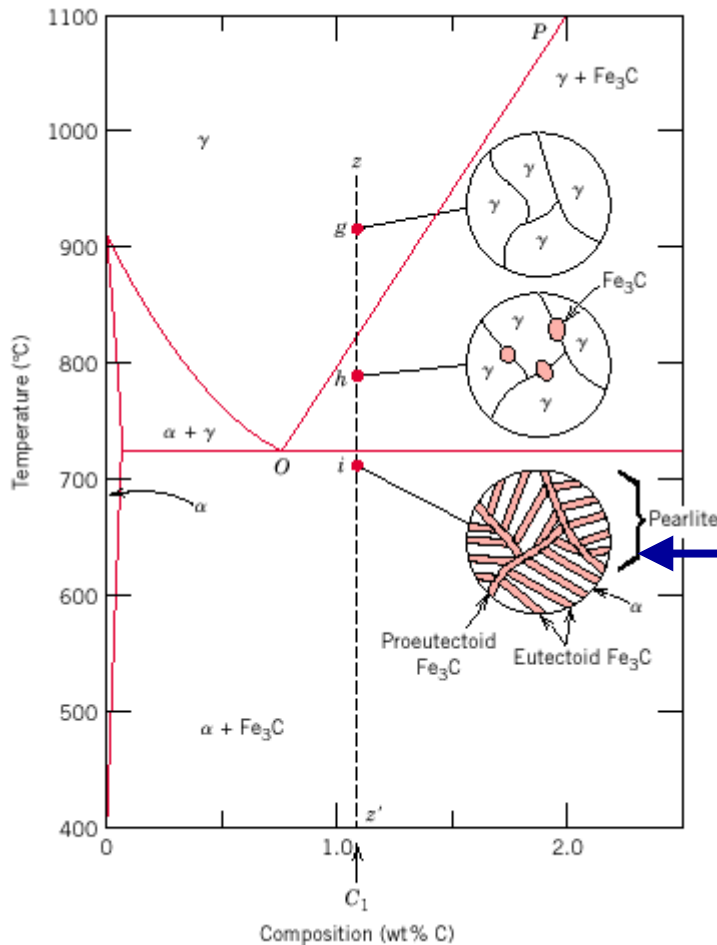 1100
P
γ + Fe₃C
1000
γ
z
γ
γ
γ
γ
g
900
Fe₃C
γ
γ
γ
γ
800
h
Temperature (°C)
α + γ
O
i
700
α
Pearlite
600
α
Proeutectoid
Fe₃C
Eutectoid Fe₃C
500
α + Fe₃C
z'
400
0
1.0
2.0
C₁
Composition (wt% C)